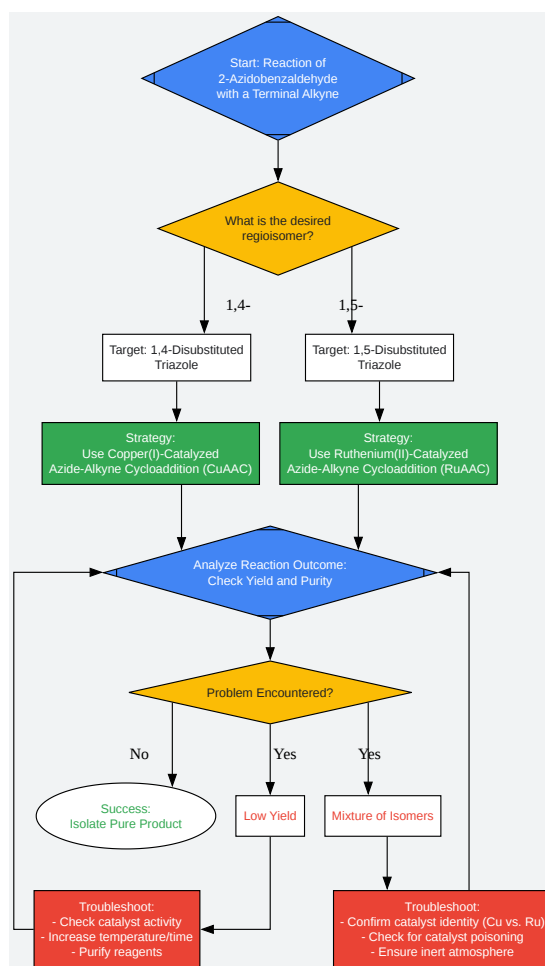 Start: Reaction of
2-Azidobenzaldehyde
with a Terminal Alkyne
What is the desired
regioisomer?
1,4-
1,5-
Target: 1,4-Disubstituted
Triazole
Target: 1,5-Disubstituted
Triazole
Strategy:
Use Copper(I)-Catalyzed
Azide-Alkyne Cycloaddition (CuAAC)
Strategy:
Use Ruthenium(II)-Catalyzed
Azide-Alkyne Cycloaddition (RuAAC)
Analyze Reaction Outcome:
Check Yield and Purity
Problem Encountered?
No
Yes
Yes
Success:
Isolate Pure Product
Low Yield
Mixture of Isomers
Troubleshoot:
- Check catalyst activity
- Increase temperature/time
- Purify reagents
Troubleshoot:
- Confirm catalyst identity (Cu vs. Ru)
- Check for catalyst poisoning
- Ensure inert atmosphere